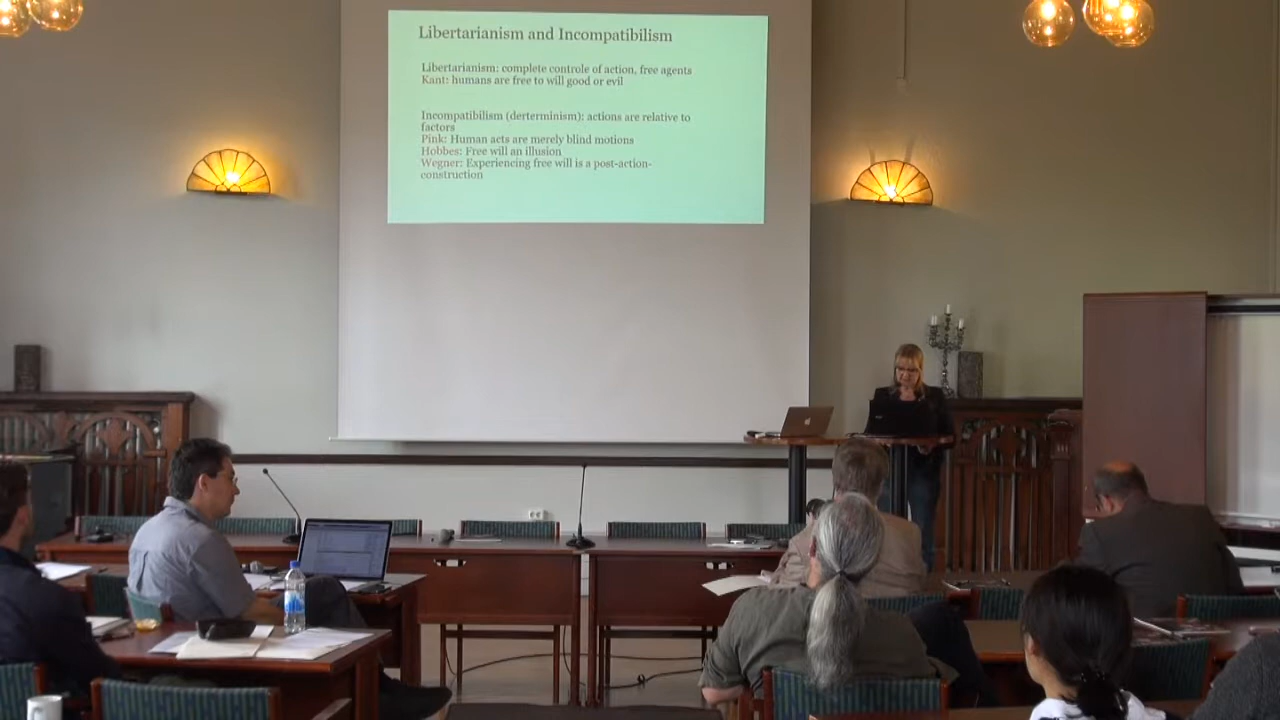 Libertarianism and Incompatibilism
Libertarianism: complete controle of action, free agents
Kant: humans are free to will good or evil
Incompatibilism (derterminism): actions are relative to
factors
Pink: Human acts are merely blind motions
Hobbes: Free will an illusion
Wegner: Experiencing free will is a post-action-
construction